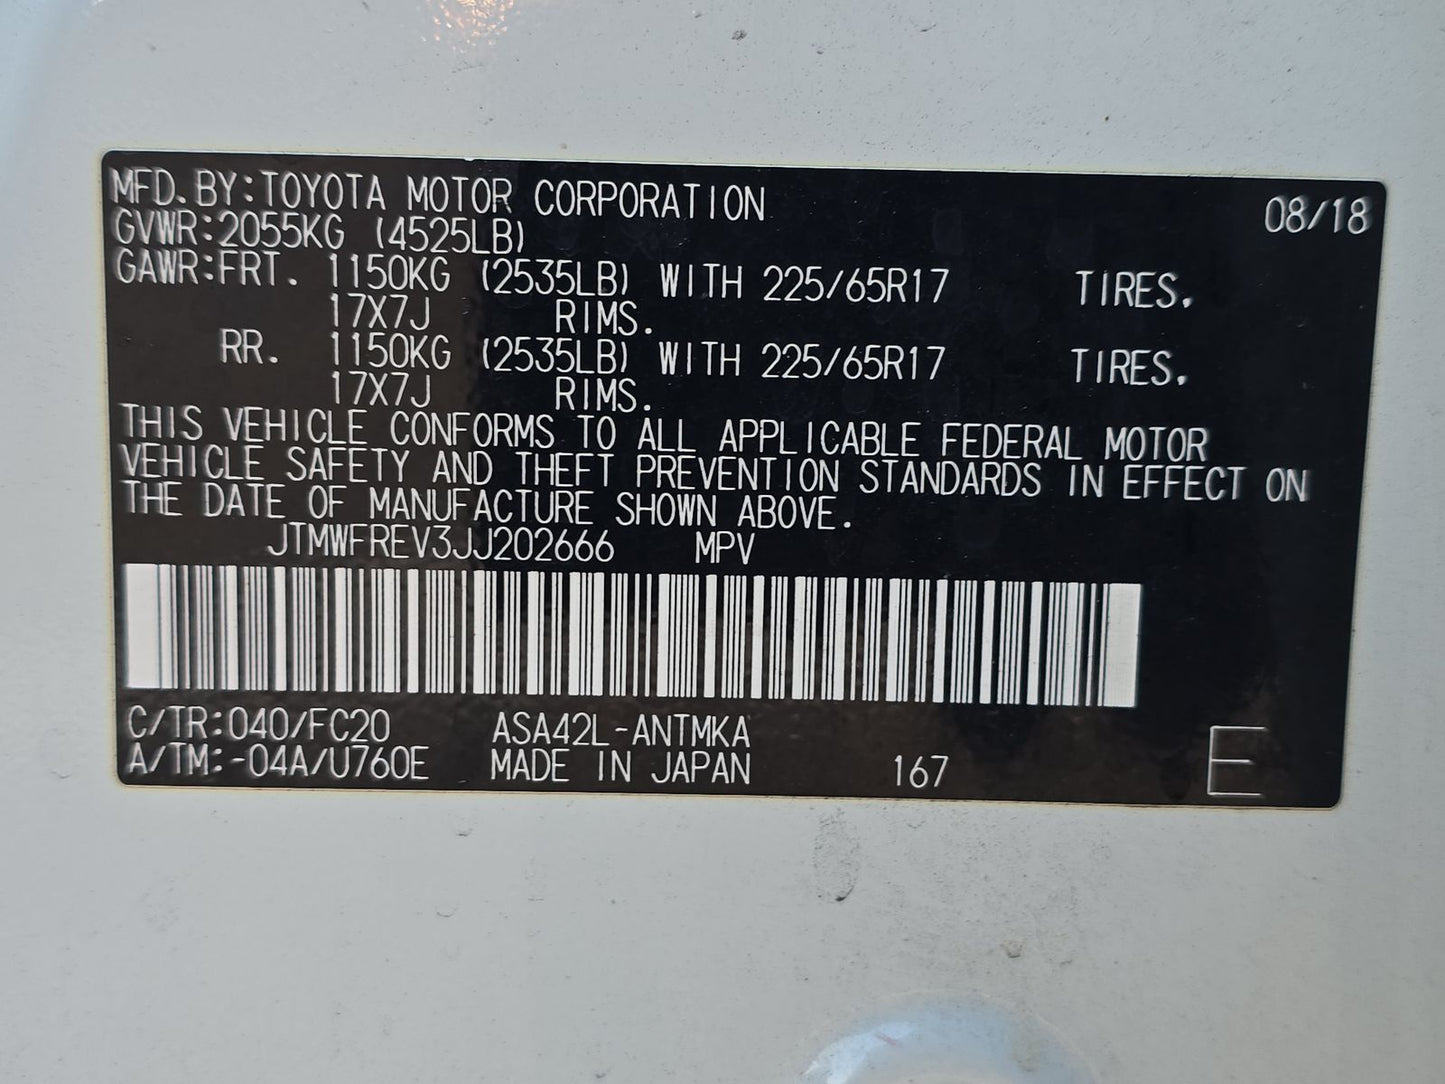 MFD. BY: TOYOTA MOTOR CORPORATION 08/18
GVWR: 2055KG (4525LB)
GAWR: FRT. 1150KG (2535LB) WITH 225/65R17 TIRES.
17X7J RIMS.
RR. 1150KG (2535LB) WITH 225/65R17 TIRES.
17X7J RIMS.
THIS VEHICLE CONFORMS TO ALL APPLICABLE FEDERAL MOTOR
VEHICLE SAFETY AND THEFT PREVENTION STANDARDS IN EFFECT ON
THE DATE OF MANUFACTURE SHOWN ABOVE.
JTMWFREV3JJ202666 MPV
C/TR: 040/FC20 ASA42L-ANTMKA
A/TM: -04A/U760E MADE IN JAPAN 167 E